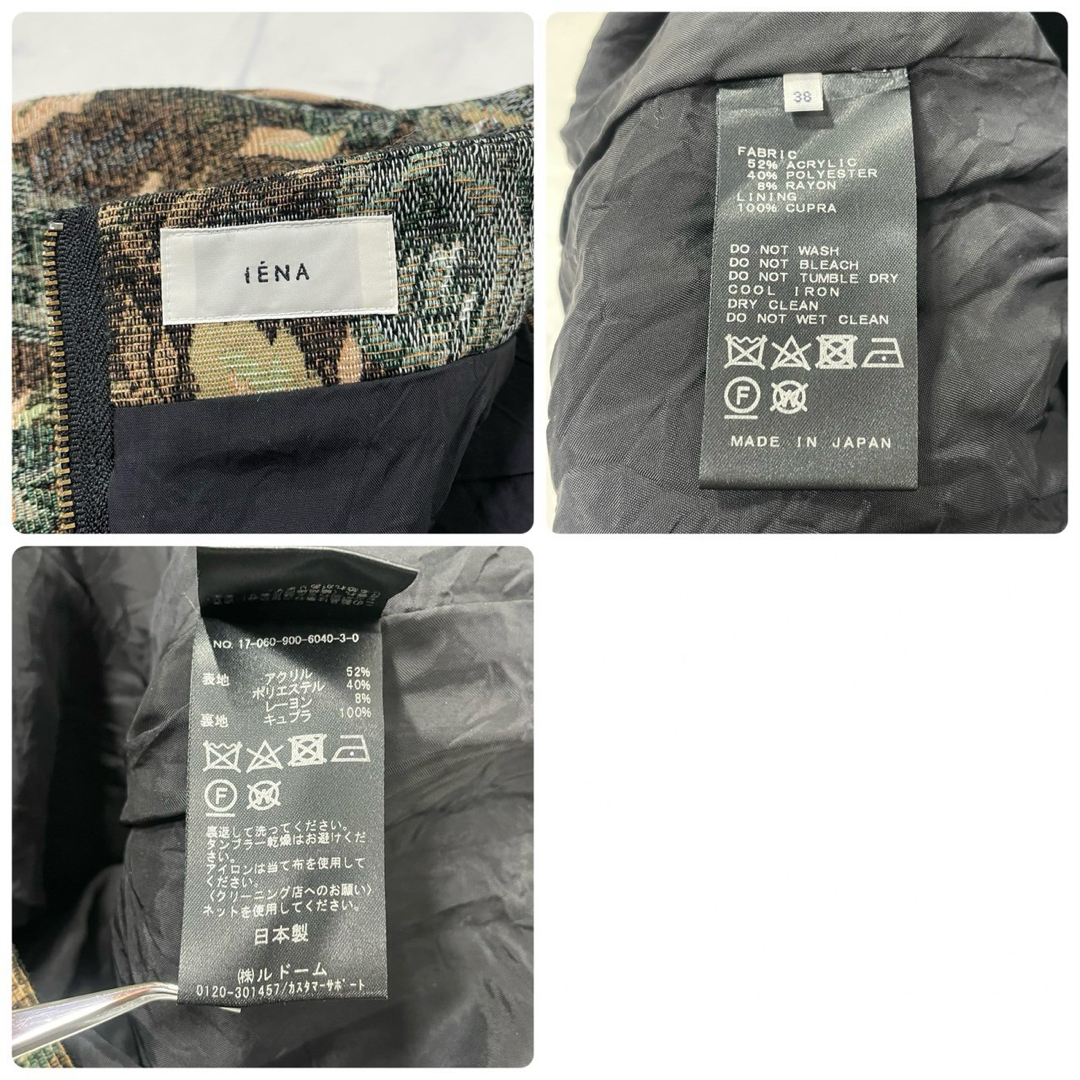 IÉNA
38
FABRIC
52% ACRYLIC
40% POLYESTER
8% RAYON
LINING
100% CUPRA
DO NOT WASH
DO NOT BLEACH
DO NOT TUMBLE DRY
COOL IRON
DRY CLEAN
DO NOT WET CLEAN
F W
MADE IN JAPAN
NO. 17-060-900-6040-3-0
表地 アクリル 52%
ポリエステル 40%
レーヨン 8%
裏地 キュプラ 100%
F W
裏返して洗ってください。
タンブラー乾燥はお避けくだ
さい。
アイロンは当て布を使用して
ください。
〈クリーニング店へのお願い〉
ネットを使用してください。
日本製
(株)ルドーム
0120-301457/カスタマーサポート